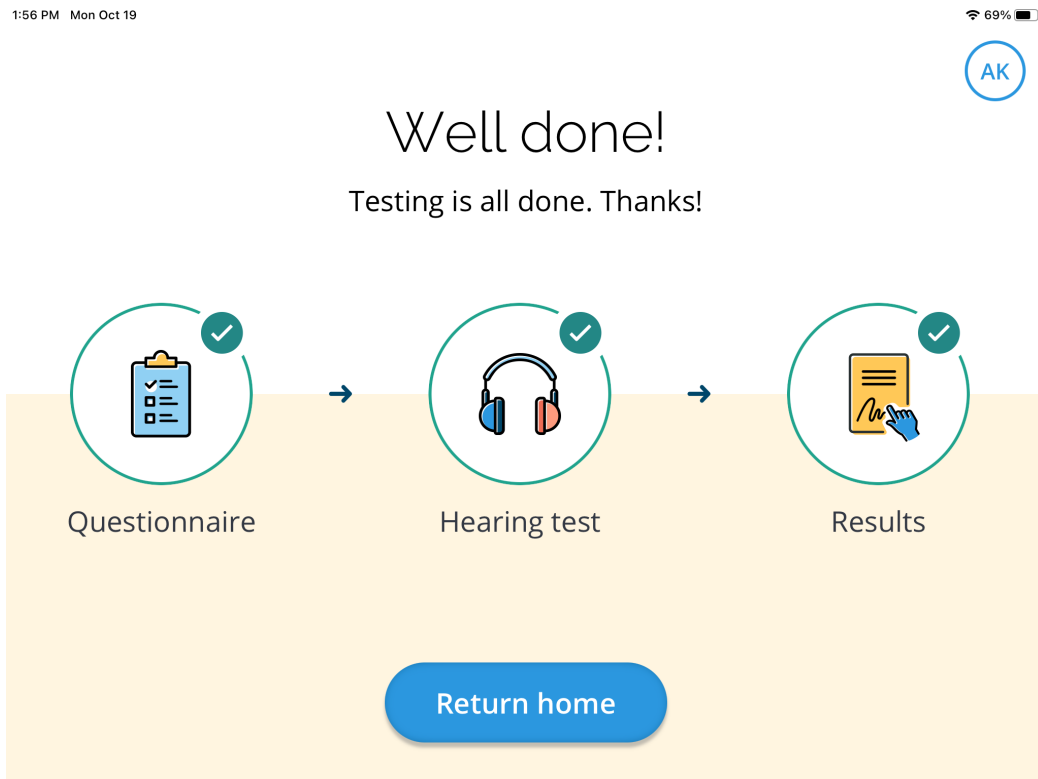 1:56 PM Mon Oct 19 69%
AK
Well done!
Testing is all done. Thanks!
Questionnaire Hearing test Results
Return home